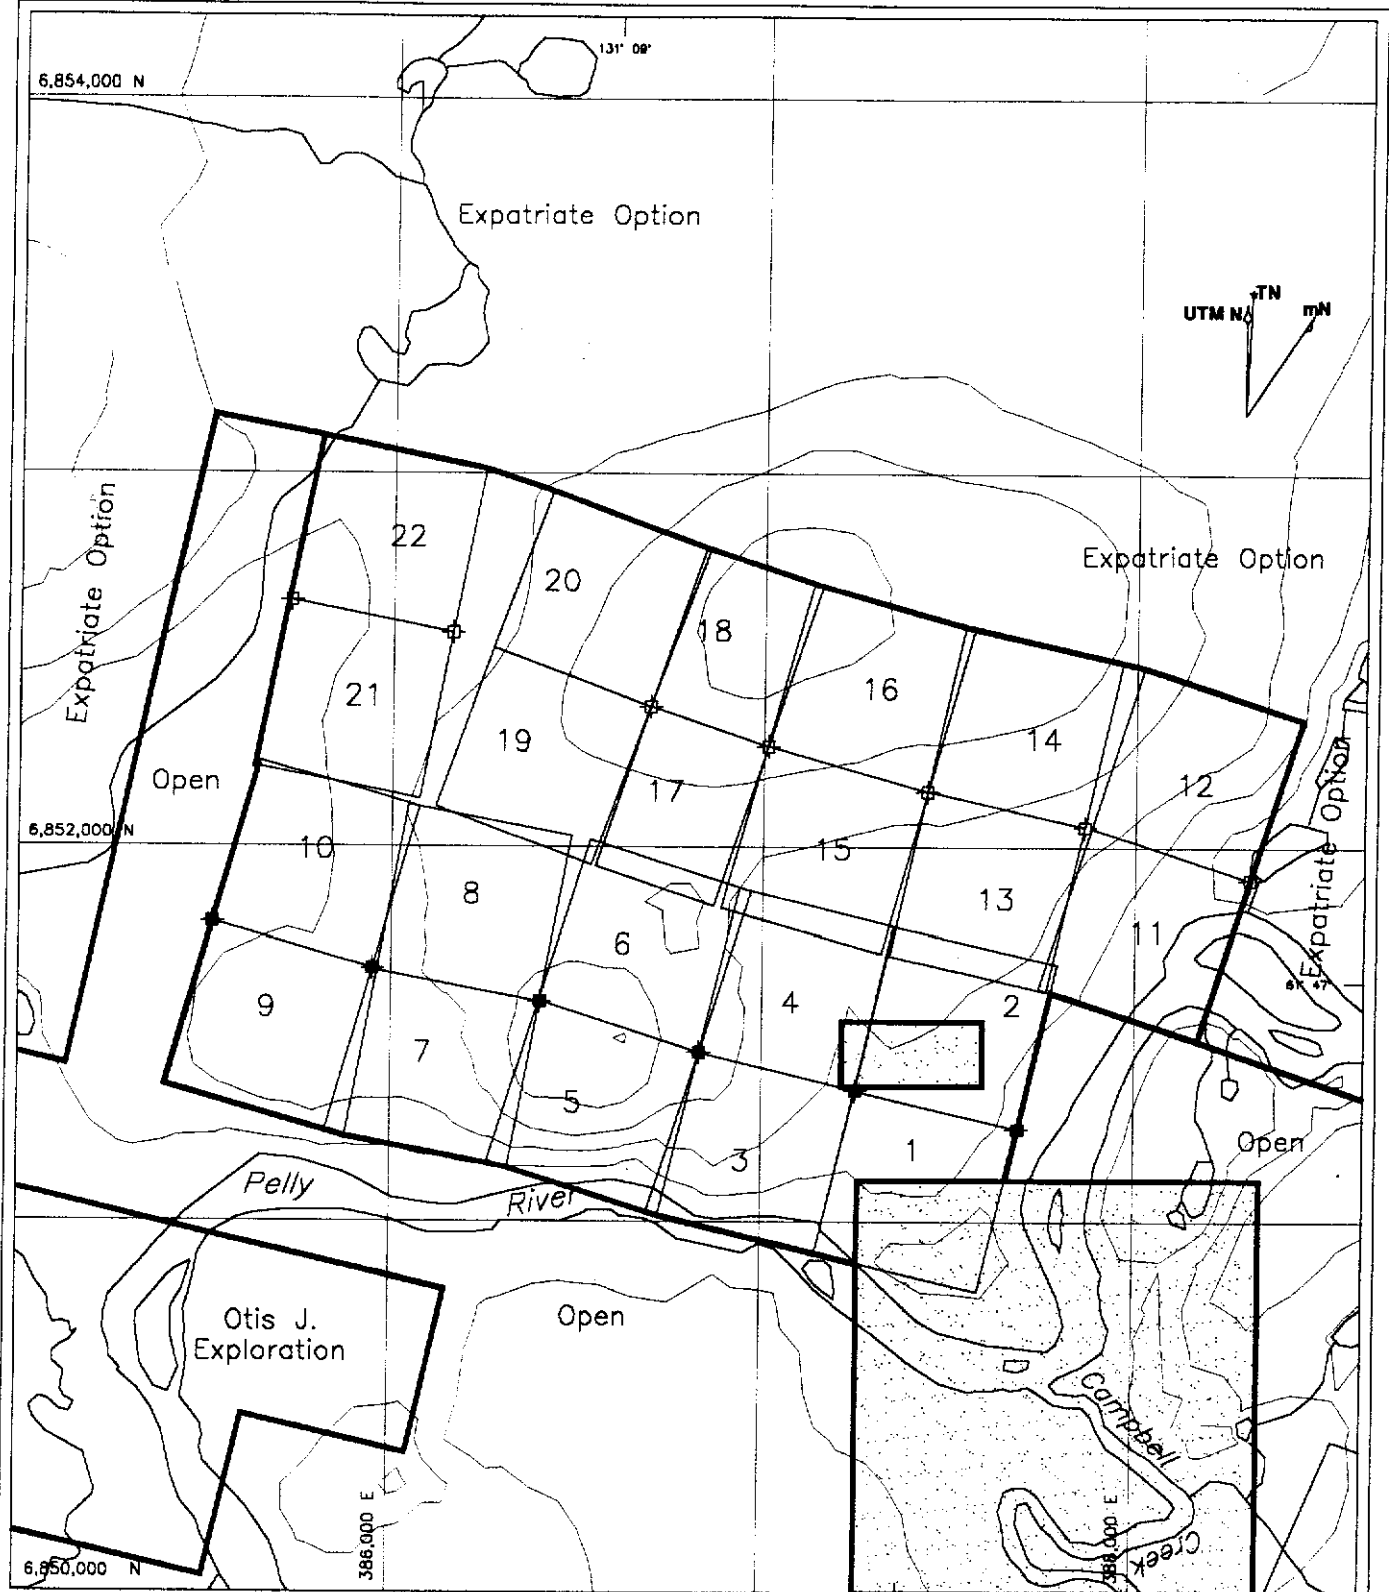 131° 09'
6,854,000 N
Expatriate Option
TN
UTM N
mN
22
Expatriate Option
Expatriate Option
20
18
16
21
14
19
12
Open
17
6,852,000 N
10
15
Expatriate Option
8
13
6
11
61° 47'
9
4
2
7
5
Open
1
3
Pelly
River
Otis J.
Exploration
Open
Campbell
Creek
386,000 E
388,000 E
6,850,000 N